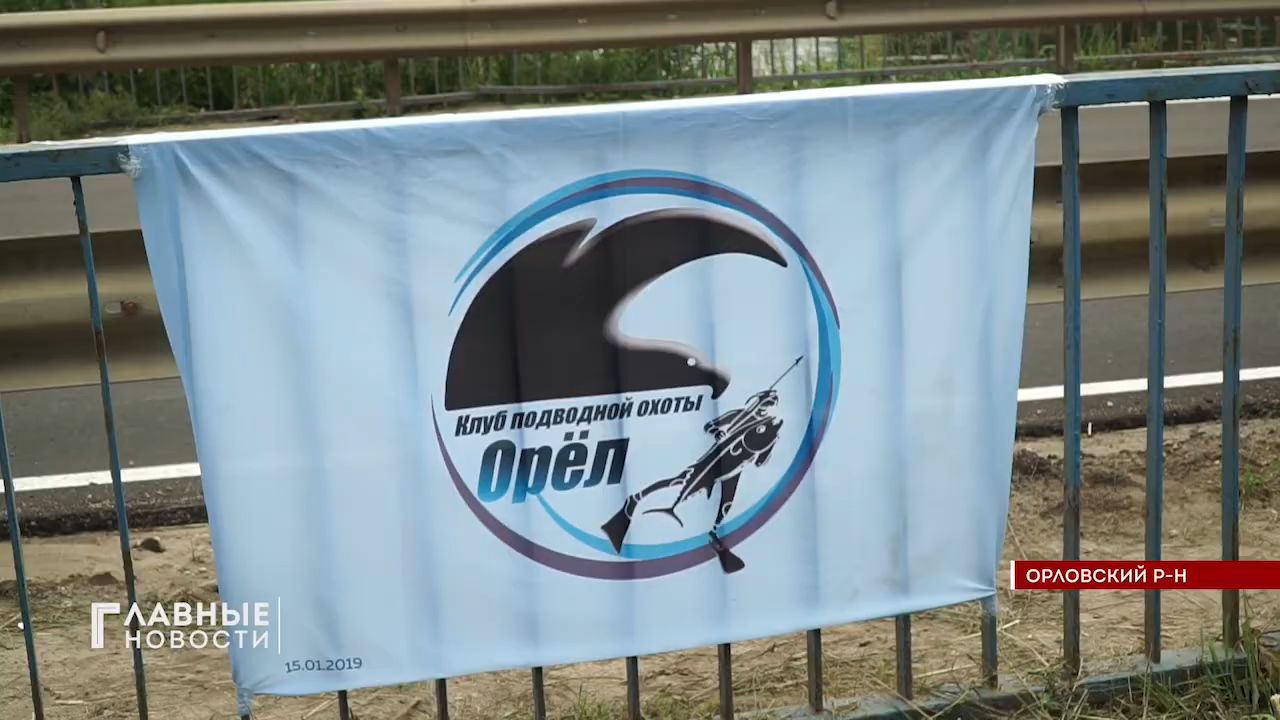 Клуб подводной охоты
Орёл
ОРЛОВСКИЙ Р-Н
ГЛАВНЫЕ
НОВОСТИ
15.01.2019